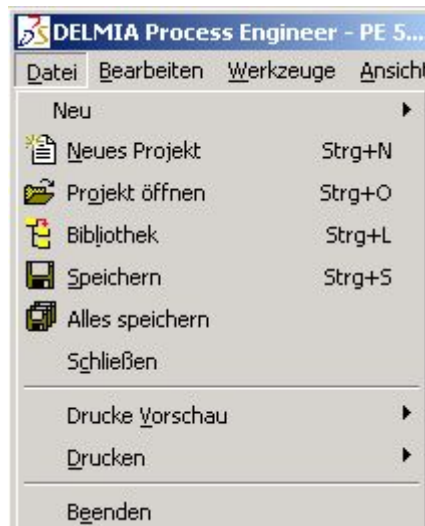 DELMIA Process Engineer - PE 5...
Datei Bearbeiten Werkzeuge Ansicht
Neu
Neues Projekt Strg+N
Projekt öffnen Strg+O
Bibliothek Strg+L
Speichern Strg+S
Alles speichern
Schließen
Drucke Vorschau
Drucken
Beenden